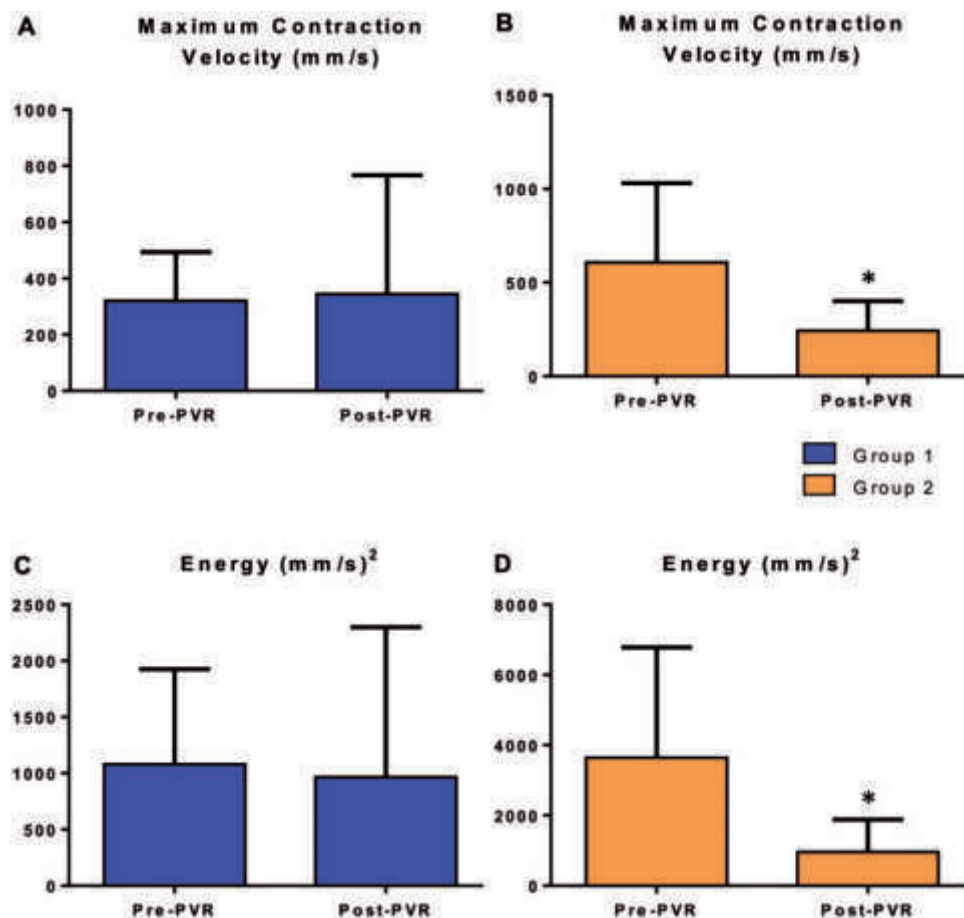 A
Maximum Contraction
Velocity (mm/s)
1000
800
600
400
200
0
Pre-PVR
Post-PVR
B
Maximum Contraction
Velocity (mm/s)
1500
1000
500
0
*
Pre-PVR
Post-PVR
Group 1
Group 2
C
Energy (mm/s)²
2500
2000
1500
1000
500
0
Pre-PVR
Post-PVR
D
Energy (mm/s)²
8000
6000
4000
2000
0
*
Pre-PVR
Post-PVR